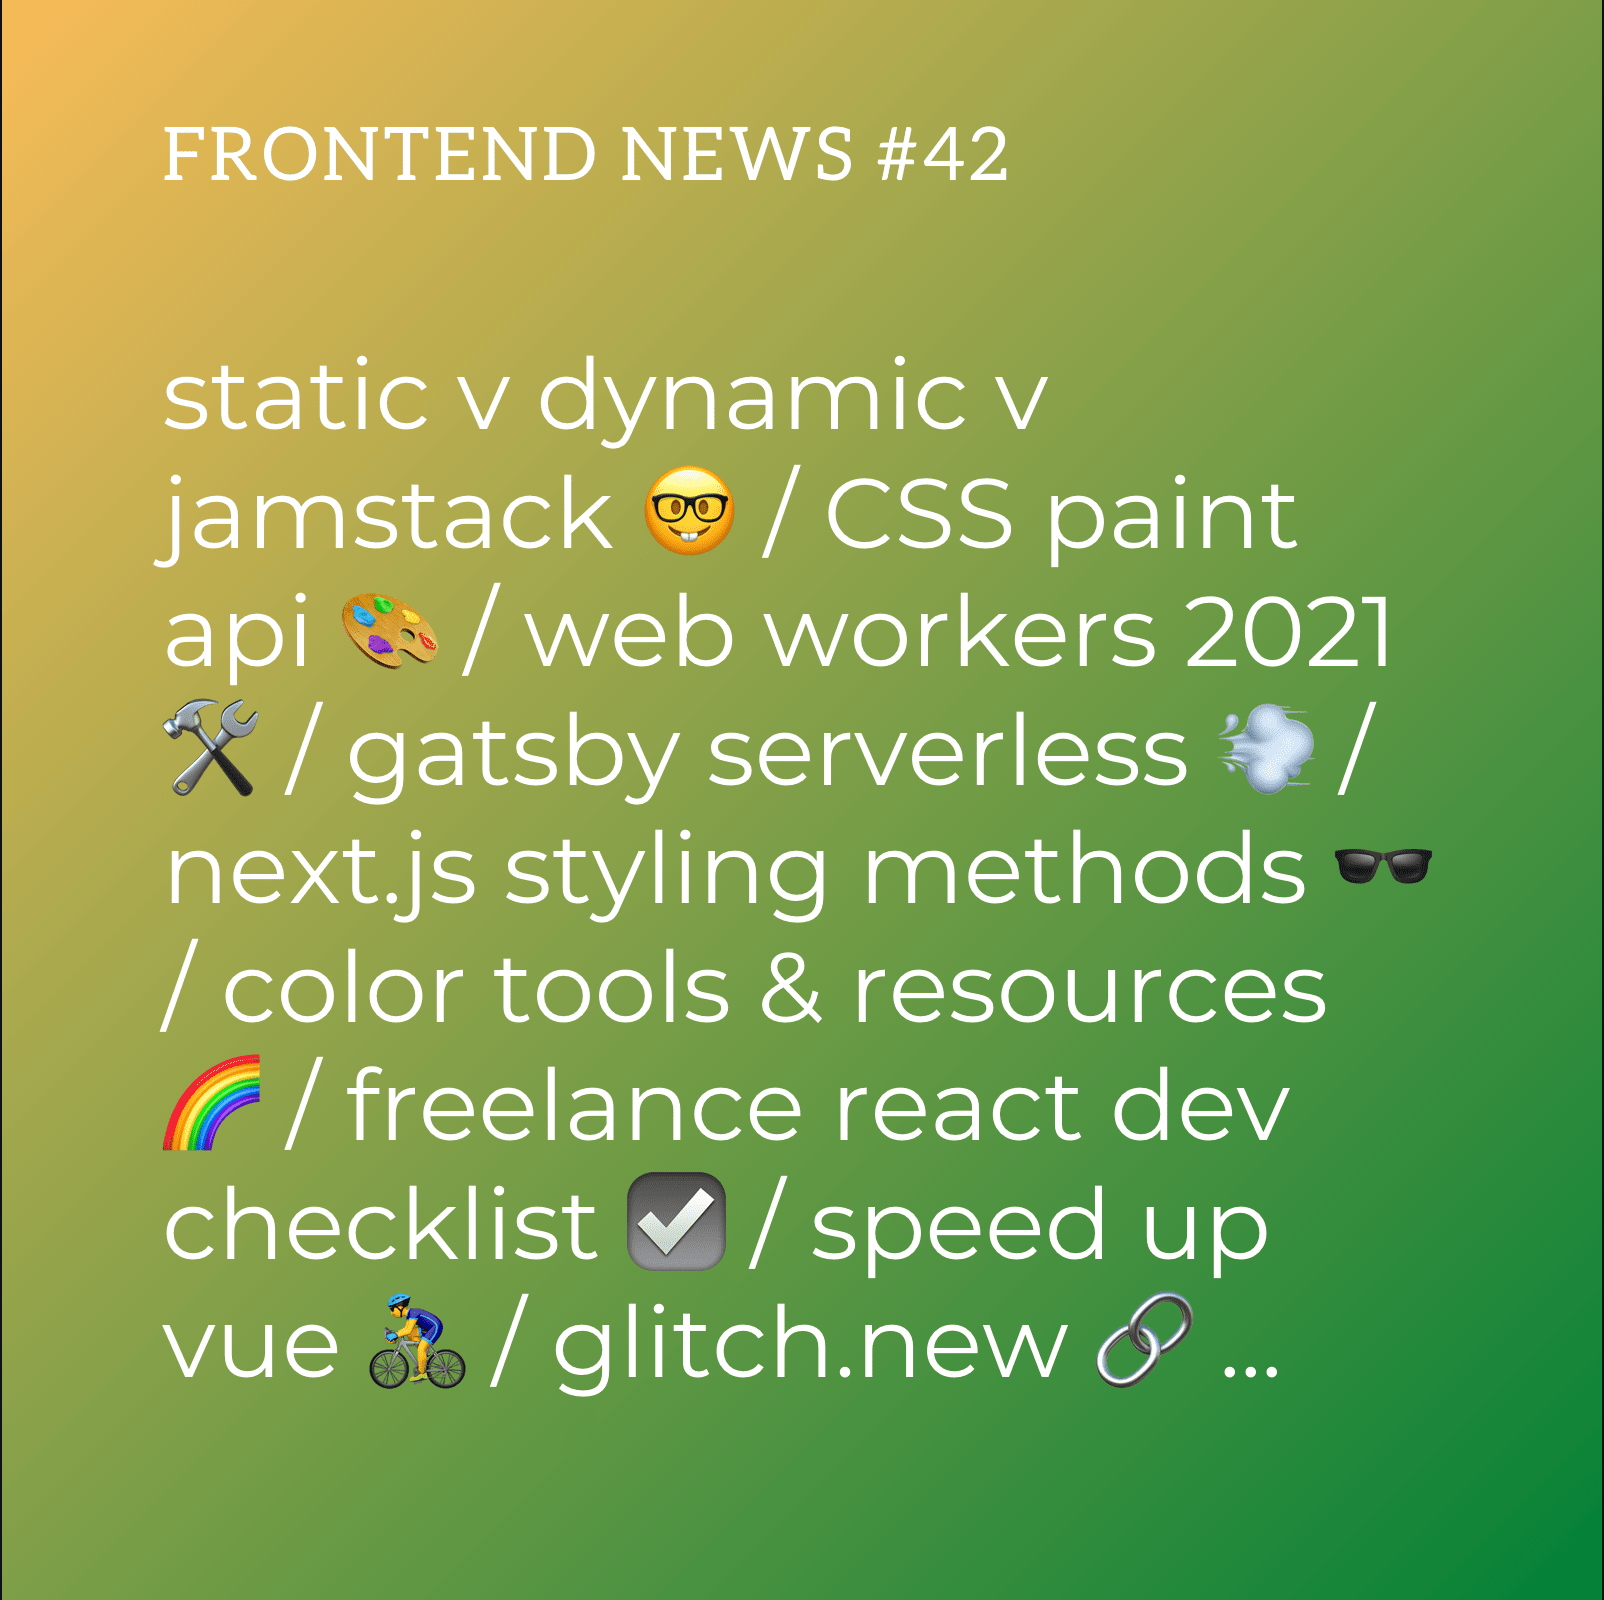 FRONTEND NEWS #42
static v dynamic v
jamstack 🤓 / CSS paint
api 🎨 / web workers 2021
🛠 / gatsby serverless 💨 /
next.js styling methods 🕶
/ color tools & resources
🌈 / freelance react dev
checklist ☑️ / speed up
vue 🚴‍♂️ / glitch.new 🔗 ...